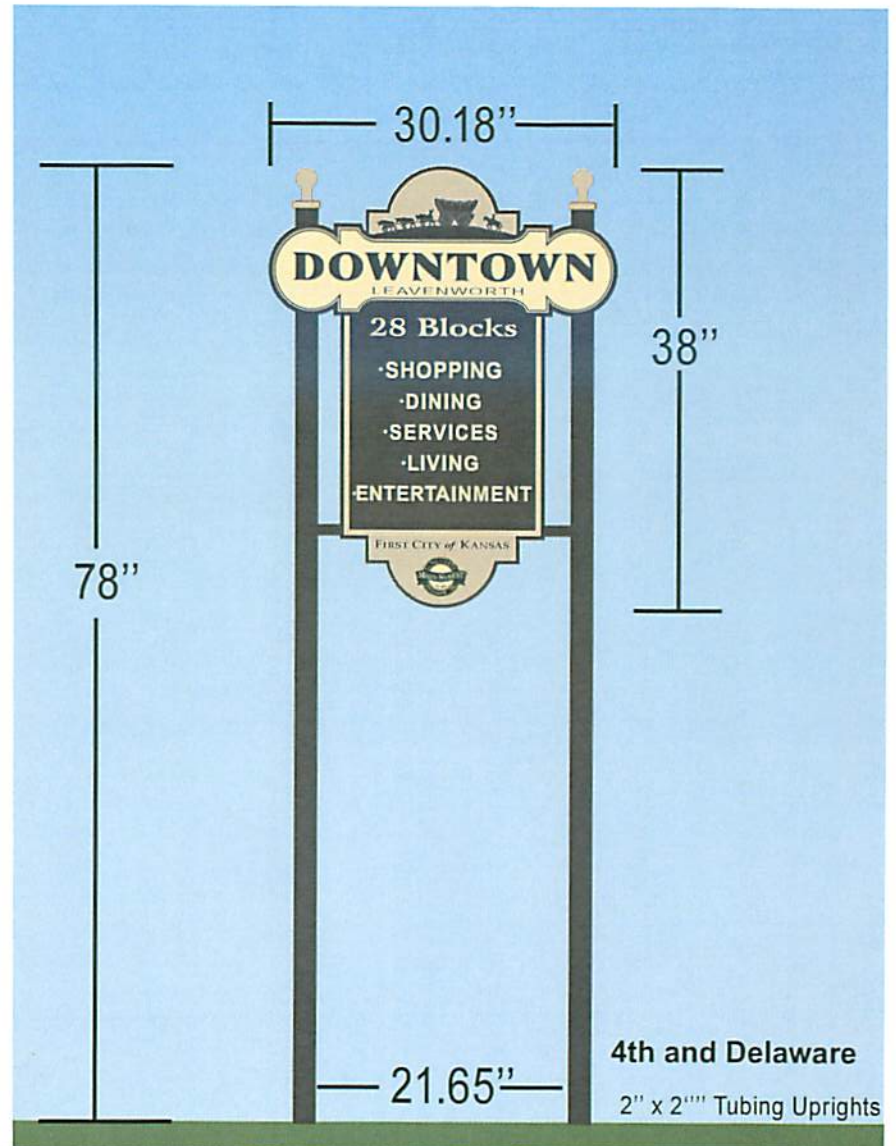 30.18”
DOWNTOWN
LEAVENWORTH
28 Blocks
·SHOPPING
·DINING
·SERVICES
·LIVING
·ENTERTAINMENT
FIRST CITY of KANSAS
38”
78”
21.65”
4th and Delaware
2” x 2“”” Tubing Uprights